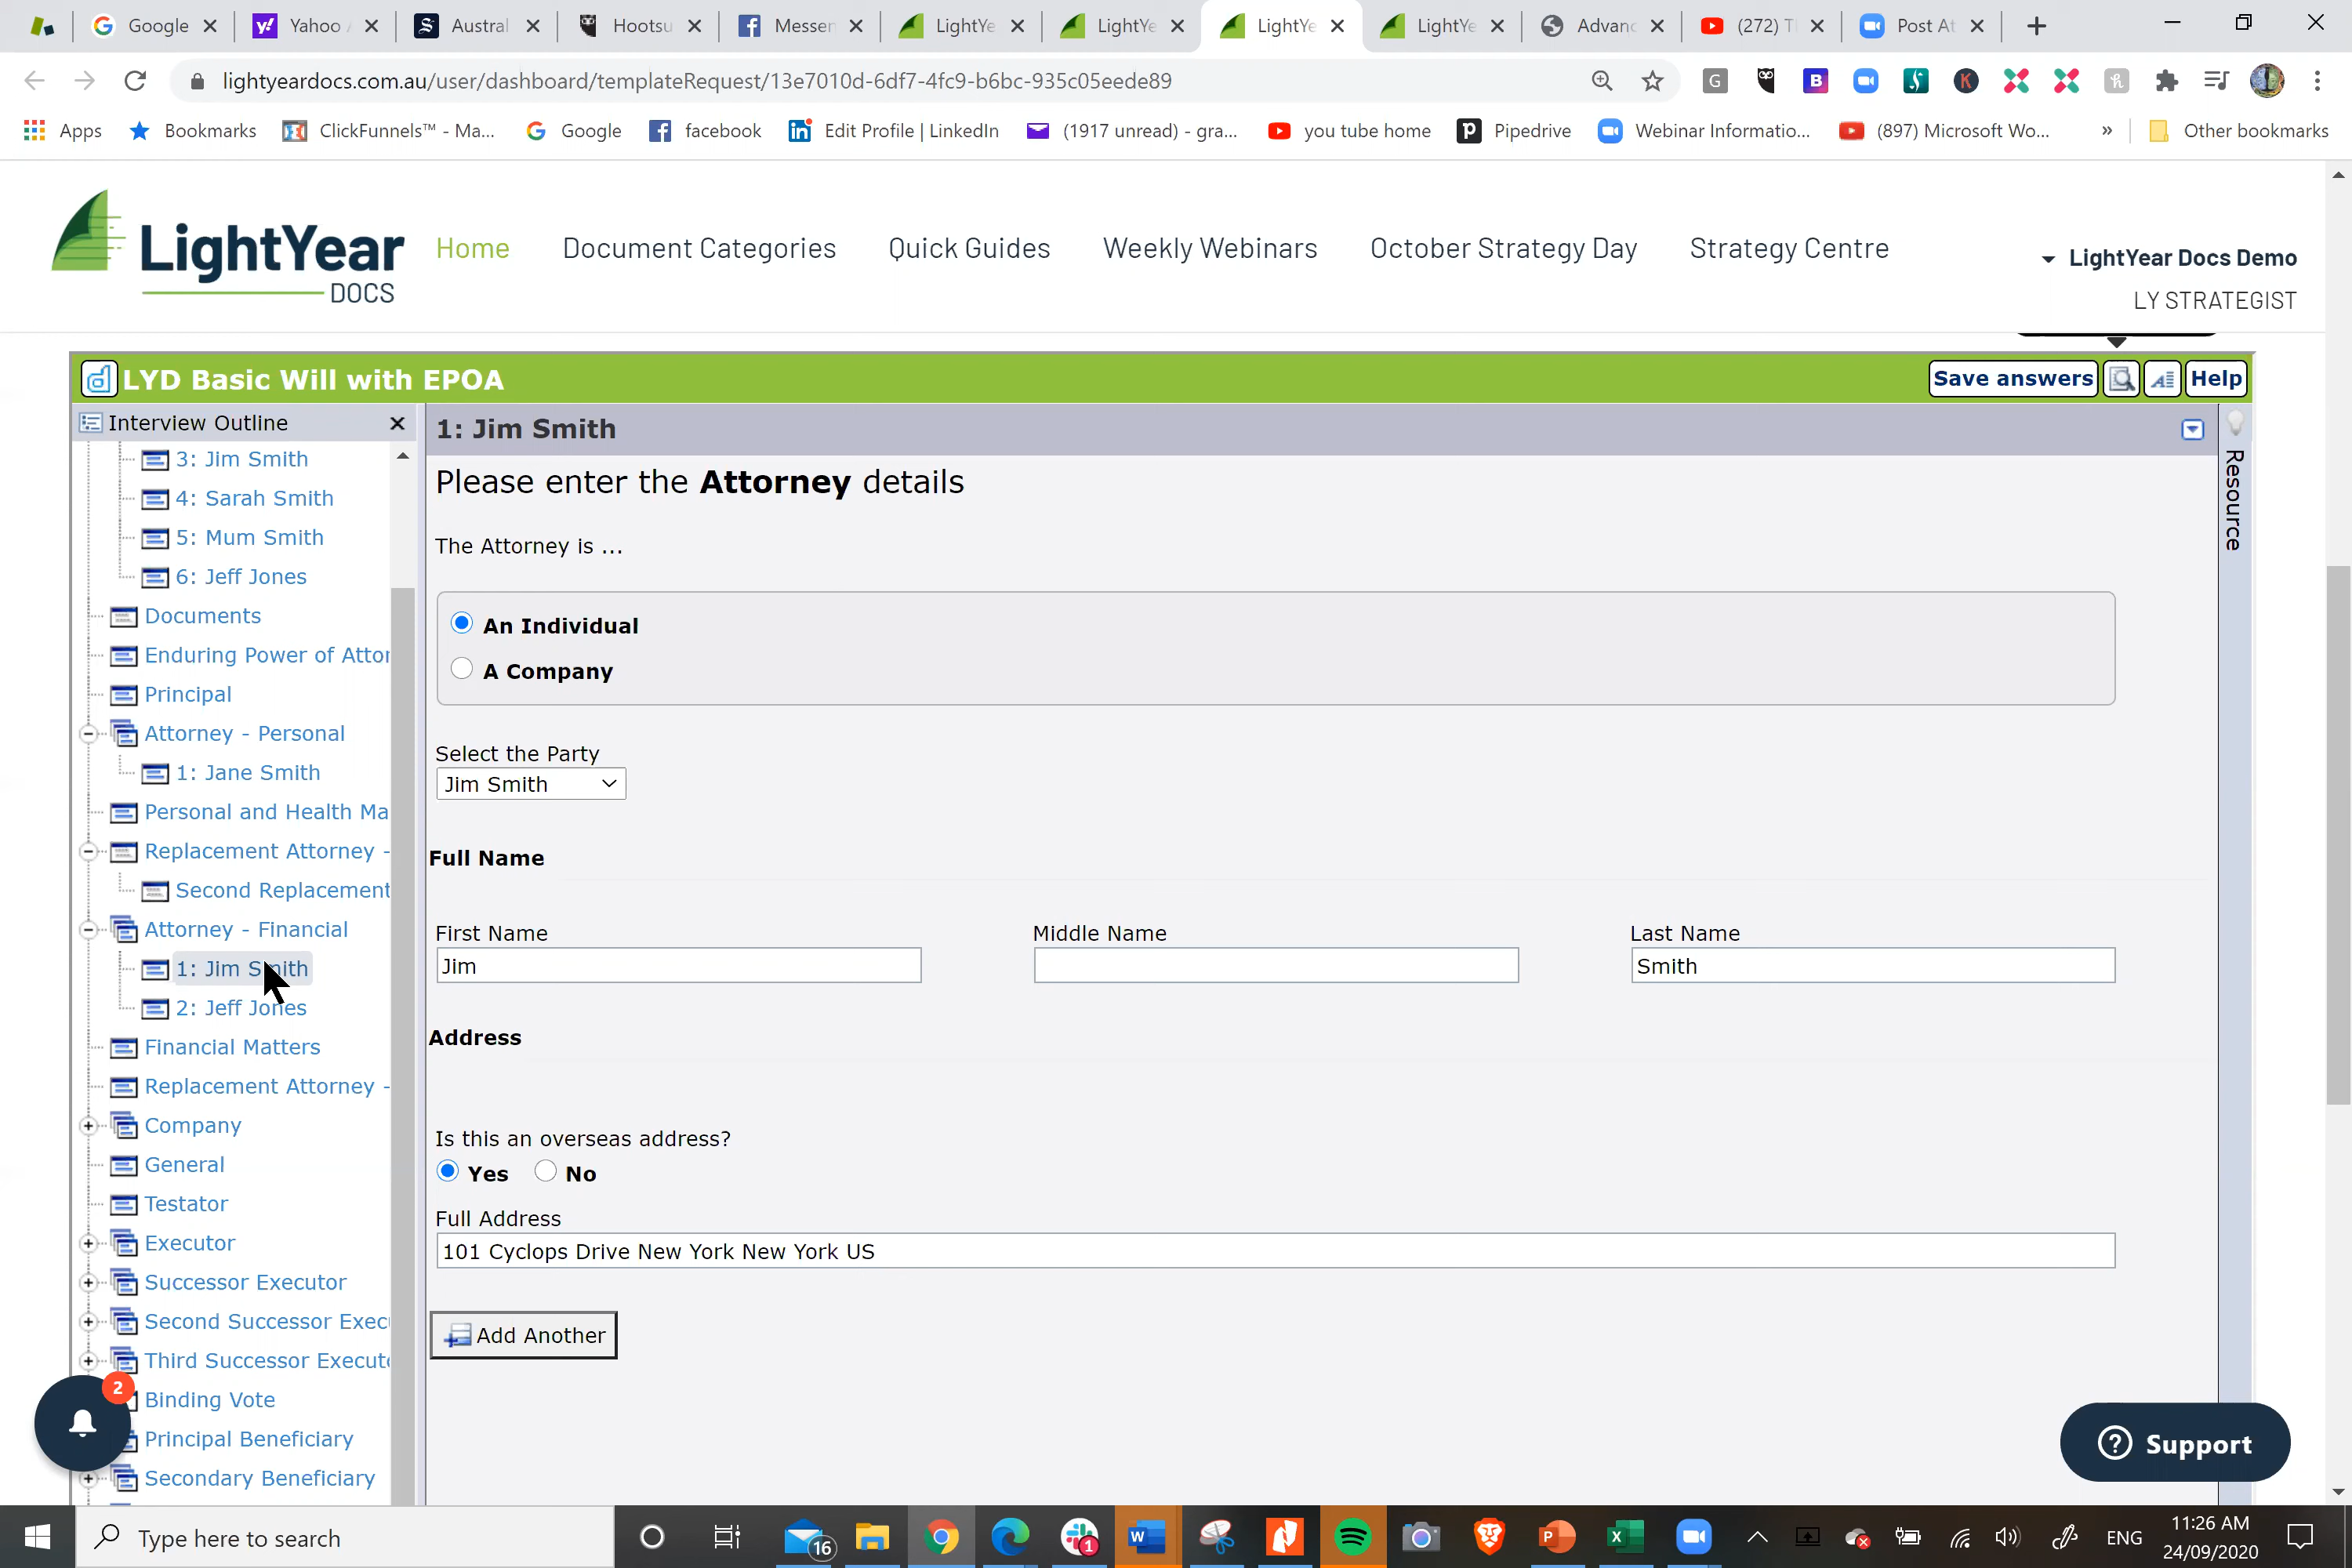 Google
Yahoo
Austral
Hootsu
Messen
LightYe
LightYe
LightYe
LightYe
Advanc
(272) T
Post At
lightyeardocs.com.au/user/dashboard/templateRequest/13e7010d-6df7-4fc9-b6bc-935c05eede89
Apps
Bookmarks
ClickFunnels™ - Ma...
Google
facebook
Edit Profile | LinkedIn
(1917 unread) - gra...
you tube home
Pipedrive
Webinar Informatio...
(897) Microsoft Wo...
»
Other bookmarks
LightYear
DOCS
Home
Document Categories
Quick Guides
Weekly Webinars
October Strategy Day
Strategy Centre
LightYear Docs Demo
LY STRATEGIST
LYD Basic Will with EPOA
Save answers
Help
Interview Outline
3: Jim Smith
4: Sarah Smith
5: Mum Smith
6: Jeff Jones
Documents
Enduring Power of Attor
Principal
Attorney - Personal
1: Jane Smith
Personal and Health Ma
Replacement Attorney -
Second Replacement
Attorney - Financial
1: Jim Smith
2: Jeff Jones
Financial Matters
Replacement Attorney -
Company
General
Testator
Executor
Successor Executor
Second Successor Exec
Third Successor Execut
Binding Vote
Principal Beneficiary
Secondary Beneficiary
2
1: Jim Smith
Please enter the Attorney details
The Attorney is ...
An Individual
A Company
Select the Party
Jim Smith
Full Name
First Name
Middle Name
Last Name
Jim
Smith
Address
Is this an overseas address?
Yes
No
Full Address
101 Cyclops Drive New York New York US
Add Another
Resource
Support
Type here to search
16
1
ENG
11:26 AM
24/09/2020